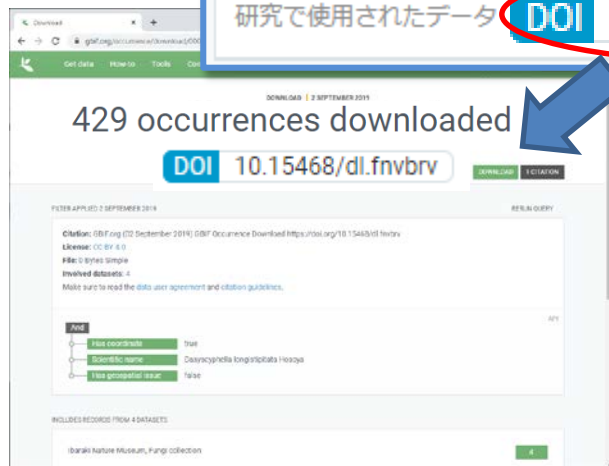 研究で使用されたデータ DOI
Download
gbif.org/occurrence/download/000
Get data How-to Tools
DOWNLOAD | 2 SEPTEMBER 2019
429 occurrences downloaded
DOI 10.15468/dl.fnvbrv
DOWNLOAD 1 CITATION
FILTER APPLIED 2 SEPTEMBER 2019 RERUN QUERY
Citation: GBIF.org (02 September 2019) GBIF Occurrence Download https://doi.org/10.15468/dl.fnvbrv
License: CC BY 4.0
File: 0 Bytes Simple
Involved datasets: 4
Make sure to read the data user agreement and citation guidelines.
API
And
Has coordinate true
Scientific name Dasyscyphella longistipitata Hosoya
Has geospatial issue false
INCLUDES RECORDS FROM 4 DATASETS
Ibaraki Nature Museum, Fungi collection 4